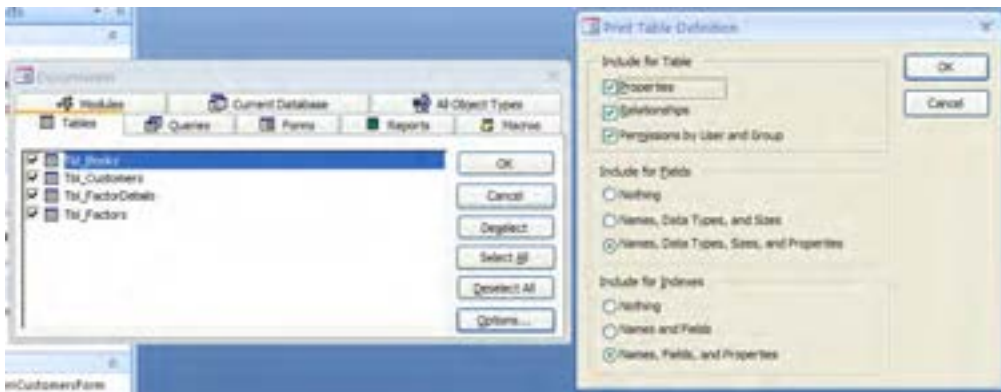 Documenter
Modules
Current Database
All Object Types
Tables
Queries
Forms
Reports
Macros
Tbl_Books
Tbl_Customers
Tbl_FactorDetails
Tbl_Factors
OK
Cancel
Deselect
Select All
Deselect All
Options...
Print Table Definition
Include for Table
Properties
Relationships
Permissions by User and Group
Include for Fields
Nothing
Names, Data Types, and Sizes
Names, Data Types, Sizes, and Properties
Include for Indexes
Nothing
Names and Fields
Names, Fields, and Properties
OK
Cancel